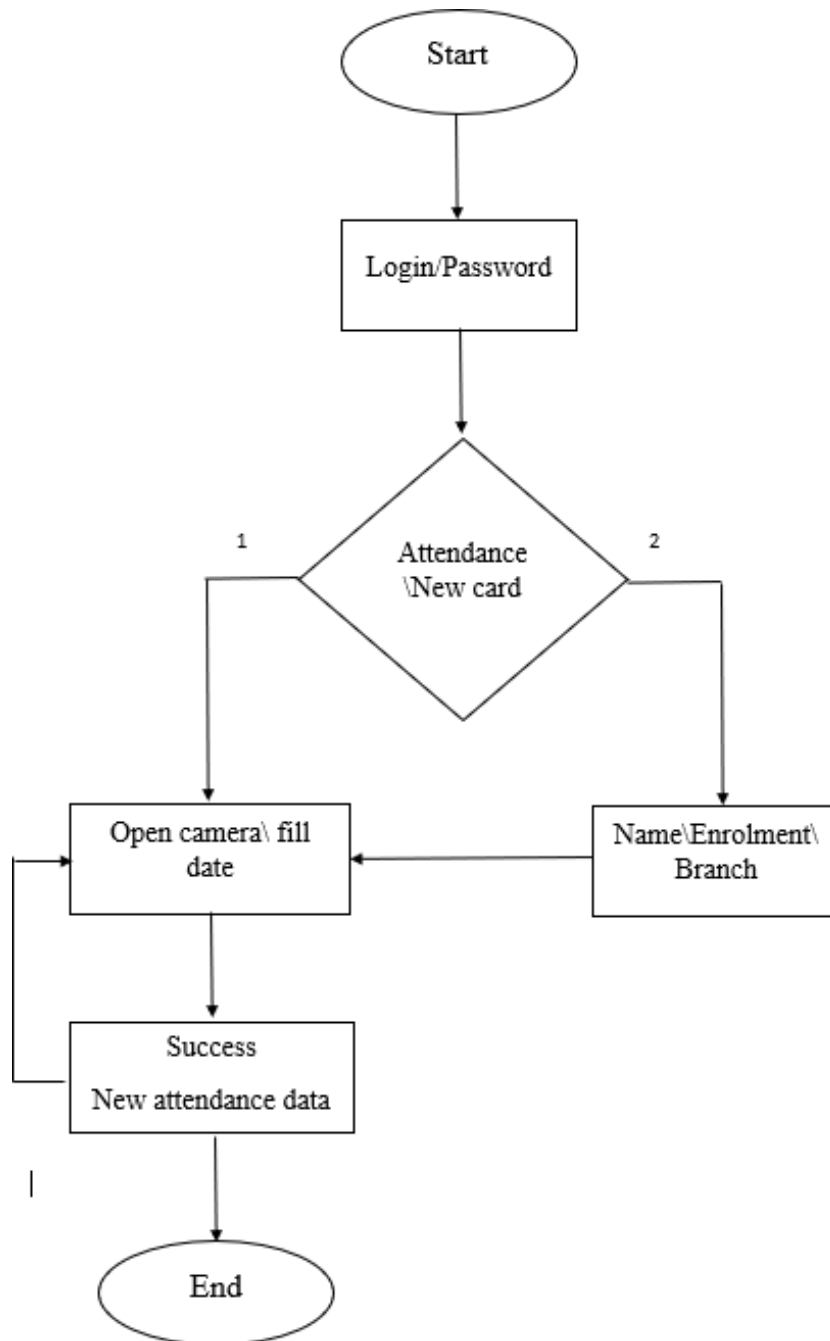 Start
Login/Password
1
2
Attendance
\New card
Open camera\ fill
date
Name\Enrolment\
Branch
Success
New attendance data
End